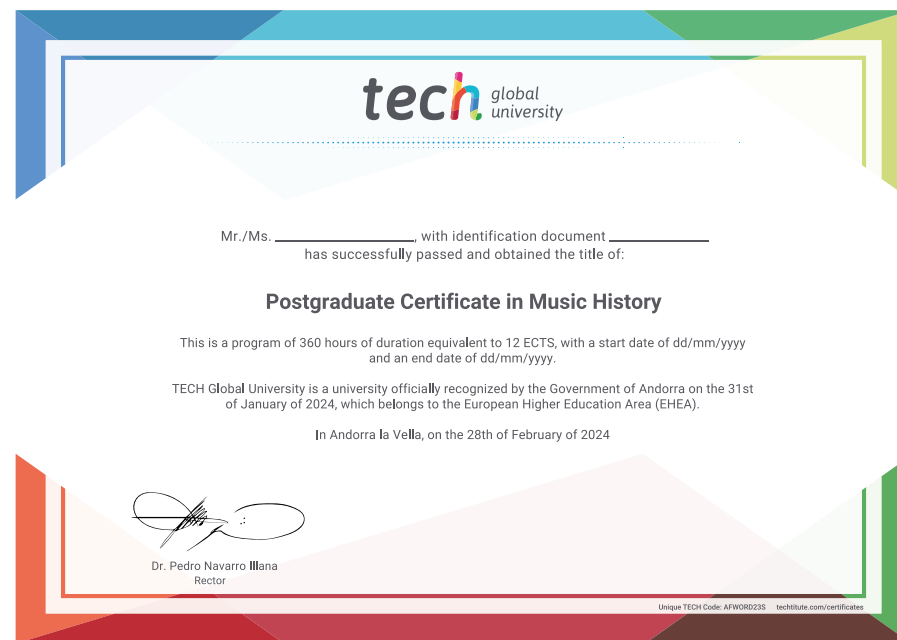 tech global university
Mr./Ms. ________________, with identification document ____________
has successfully passed and obtained the title of:
Postgraduate Certificate in Music History
This is a program of 360 hours of duration equivalent to 12 ECTS, with a start date of dd/mm/yyyy
and an end date of dd/mm/yyyy.
TECH Global University is a university officially recognized by the Government of Andorra on the 31st
of January of 2024, which belongs to the European Higher Education Area (EHEA).
In Andorra la Vella, on the 28th of February of 2024
Dr. Pedro Navarro Illana
Rector
Unique TECH Code: AFWORD23S techtitute.com/certificates